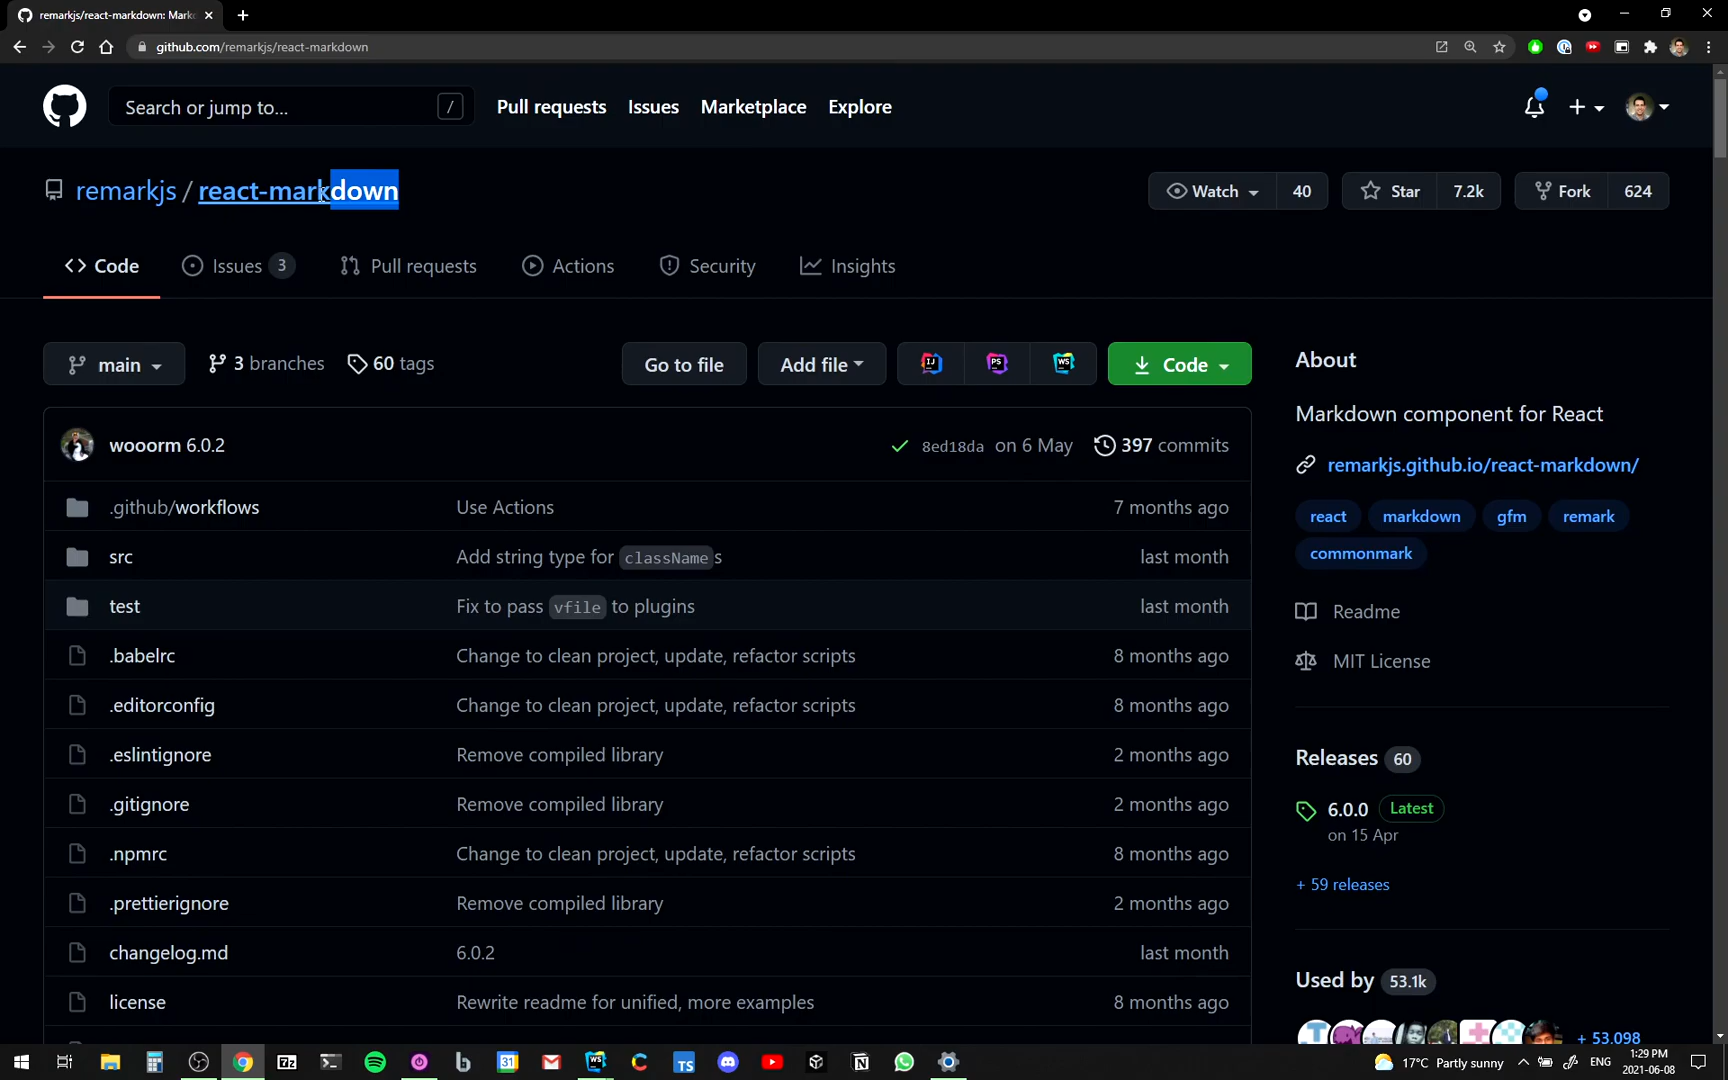 remarkjs/react-markdown: Mark
github.com/remarkjs/react-markdown
Search or jump to... /
Pull requests Issues Marketplace Explore
remarkjs / react-markdown
Watch 40 Star 7.2k Fork 624
Code Issues 3 Pull requests Actions Security Insights
main 3 branches 60 tags Go to file Add file Code
wooorm 6.0.2 8ed18da on 6 May 397 commits
.github/workflows Use Actions 7 months ago
src Add string type for classNames last month
test Fix to pass vfile to plugins last month
.babelrc Change to clean project, update, refactor scripts 8 months ago
.editorconfig Change to clean project, update, refactor scripts 8 months ago
.eslintignore Remove compiled library 2 months ago
.gitignore Remove compiled library 2 months ago
.npmrc Change to clean project, update, refactor scripts 8 months ago
.prettierignore Remove compiled library 2 months ago
changelog.md 6.0.2 last month
license Rewrite readme for unified, more examples 8 months ago
About
Markdown component for React
remarkjs.github.io/react-markdown/
react markdown gfm remark
commonmark
Readme
MIT License
Releases 60
6.0.0 Latest
on 15 Apr
+ 59 releases
Used by 53.1k
+ 53,098
17°C Partly sunny ENG 1:29 PM
2021-06-08